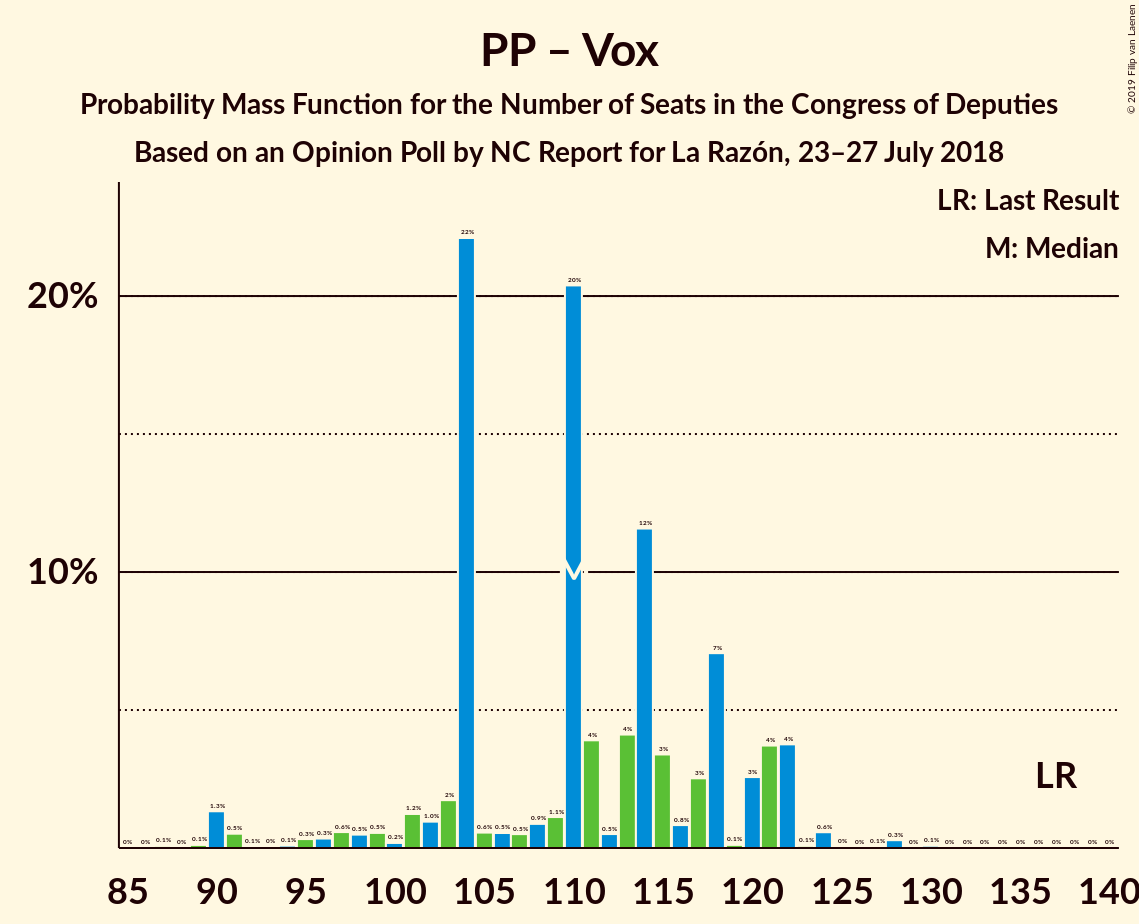 PP – Vox
Probability Mass Function for the Number of Seats in the Congress of Deputies
Based on an Opinion Poll by NC Report for La Razón, 23–27 July 2018
© 2019 Filip van Laenen
LR: Last Result
M: Median
20%
10%
0% 0% 0.1% 0% 0.1% 1.3% 0.5% 0.1% 0% 0.1% 0.3% 0.3% 0.6% 0.5% 0.5% 0.2% 1.2% 1.0% 2% 22% 0.6% 0.5% 0.5% 0.9% 1.1% 20% 4% 0.5% 4% 12% 3% 0.8% 3% 7% 0.1% 3% 4% 4% 0.1% 0.6% 0% 0% 0.1% 0.3% 0% 0.1% 0% 0% 0% 0% 0% 0% 0% 0% 0% 0%
M
LR
85 90 95 100 105 110 115 120 125 130 135 140